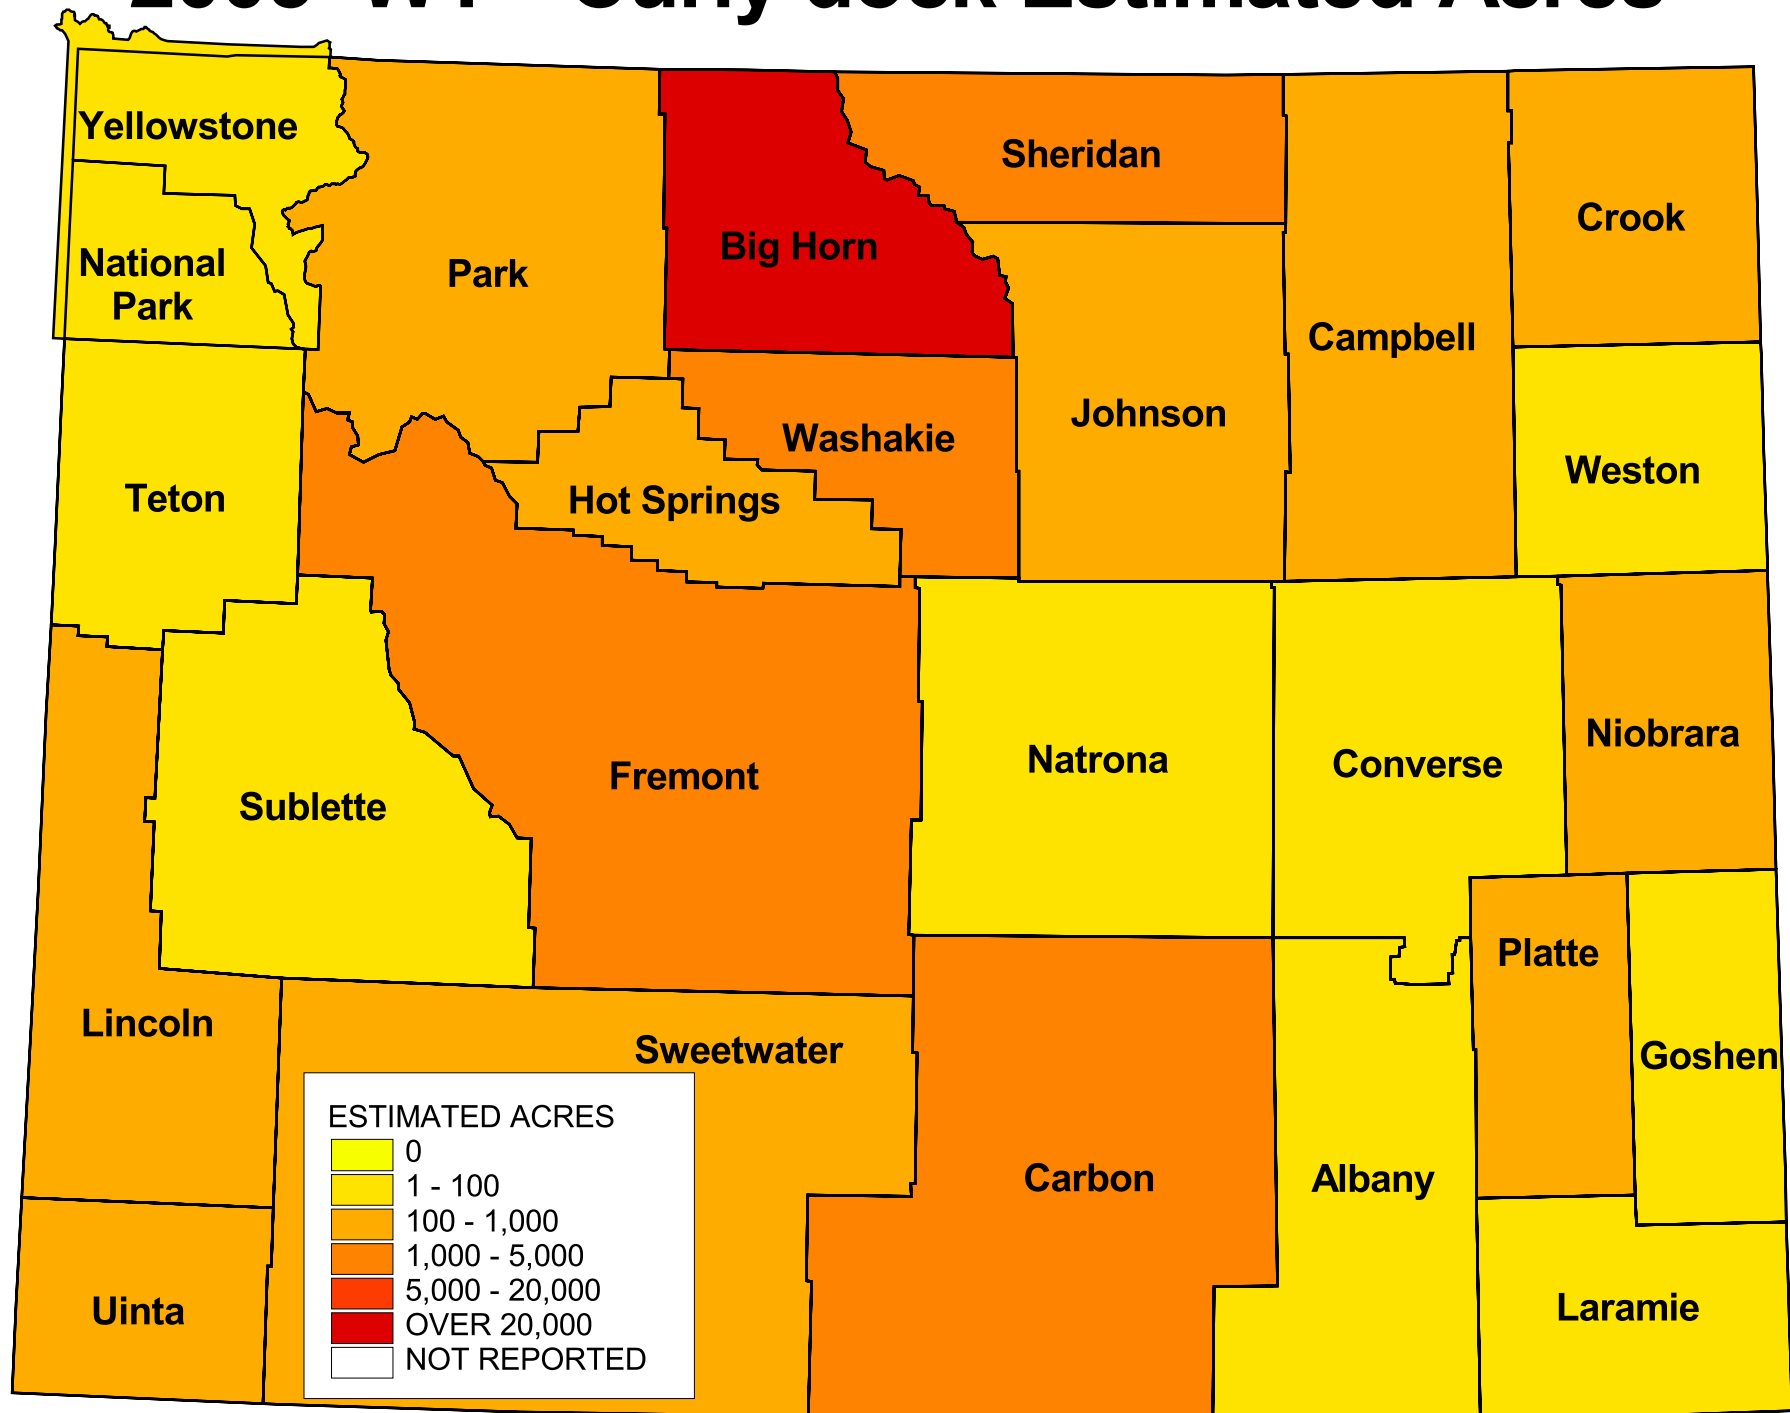 Yellowstone
National
Park
Park
Big Horn
Sheridan
Crook
Campbell
Johnson
Washakie
Hot Springs
Weston
Teton
Sublette
Fremont
Natrona
Converse
Niobrara
Platte
Lincoln
Sweetwater
Goshen
Carbon
Albany
Uinta
Laramie
ESTIMATED ACRES
0
1 - 100
100 - 1,000
1,000 - 5,000
5,000 - 20,000
OVER 20,000
NOT REPORTED